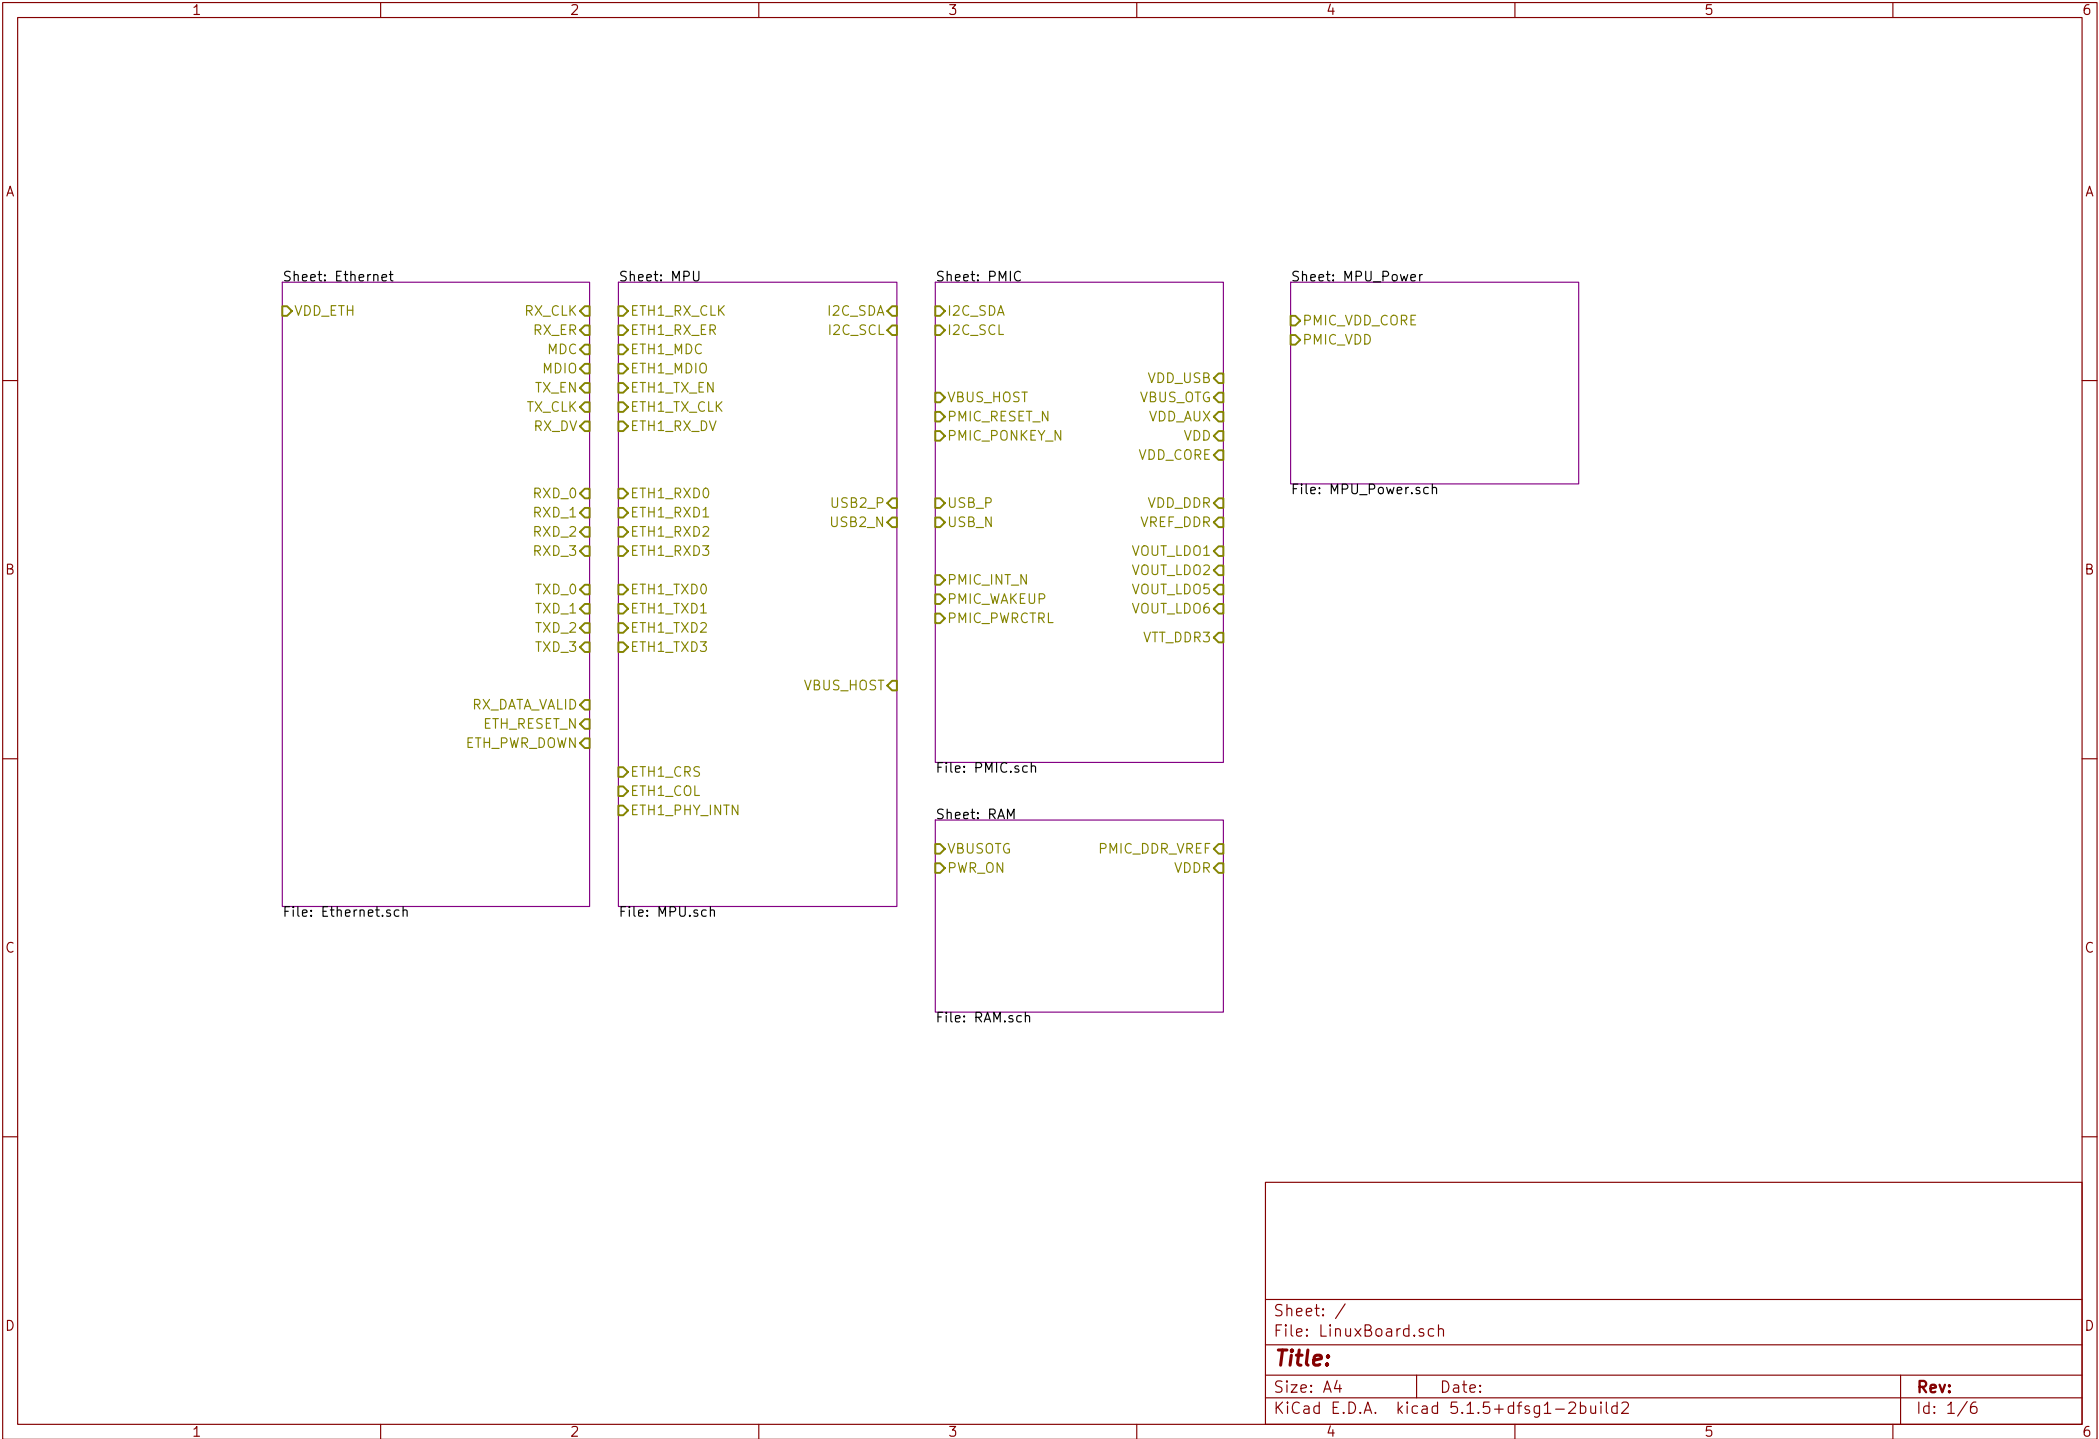 1 2 3 4 5 6
A
B
C
D
A
B
C
D
Sheet: Ethernet
VDD_ETH
RX_CLK
RX_ER
MDC
MDIO
TX_EN
TX_CLK
RX_DV
RXD_0
RXD_1
RXD_2
RXD_3
TXD_0
TXD_1
TXD_2
TXD_3
RX_DATA_VALID
ETH_RESET_N
ETH_PWR_DOWN
File: Ethernet.sch
Sheet: MPU
ETH1_RX_CLK
ETH1_RX_ER
ETH1_MDC
ETH1_MDIO
ETH1_TX_EN
ETH1_TX_CLK
ETH1_RX_DV
ETH1_RXD0
ETH1_RXD1
ETH1_RXD2
ETH1_RXD3
ETH1_TXD0
ETH1_TXD1
ETH1_TXD2
ETH1_TXD3
ETH1_CRS
ETH1_COL
ETH1_PHY_INTN
I2C_SDA
I2C_SCL
USB2_P
USB2_N
VBUS_HOST
File: MPU.sch
Sheet: PMIC
I2C_SDA
I2C_SCL
VBUS_HOST
PMIC_RESET_N
PMIC_PONKEY_N
USB_P
USB_N
PMIC_INT_N
PMIC_WAKEUP
PMIC_PWRCTRL
VDD_USB
VBUS_OTG
VDD_AUX
VDD
VDD_CORE
VDD_DDR
VREF_DDR
VOUT_LDO1
VOUT_LDO2
VOUT_LDO5
VOUT_LDO6
VTT_DDR3
File: PMIC.sch
Sheet: RAM
VBUSOTG
PWR_ON
PMIC_DDR_VREF
VDDR
File: RAM.sch
Sheet: MPU_Power
PMIC_VDD_CORE
PMIC_VDD
File: MPU_Power.sch
Sheet: /
File: LinuxBoard.sch
Title:
Size: A4 Date: Rev:
KiCad E.D.A. kicad 5.1.5+dfsg1-2build2 Id: 1/6
1 2 3 4 5 6